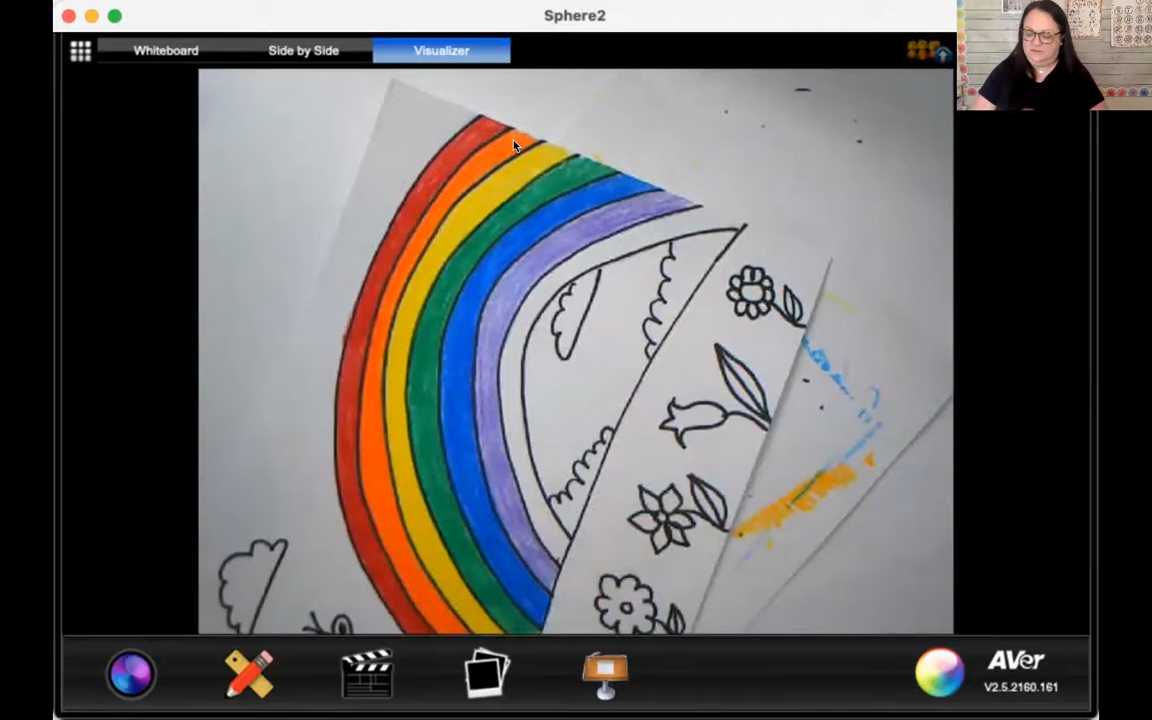 Sphere2
Whiteboard
Side by Side
Visualizer
AVer
V2.5.2160.161